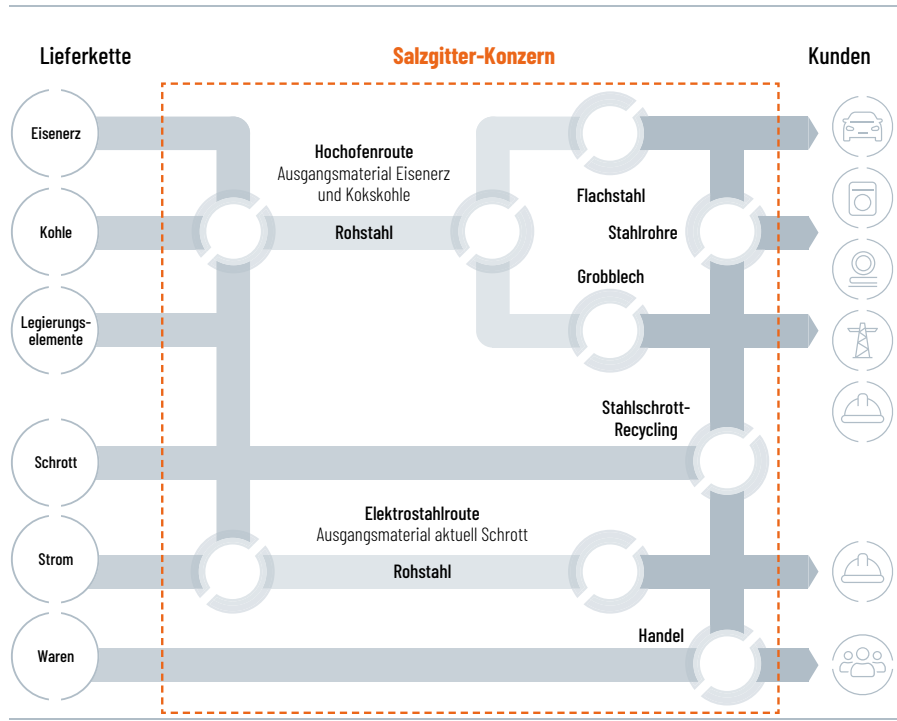 Lieferkette
Salzgitter-Konzern
Kunden
Eisenerz
Hochofenroute
Ausgangsmaterial Eisenerz
und Kokskohle
Flachstahl
Kohle
Rohstahl
Stahlrohre
Grobblech
Legierungs-
elemente
Stahlschrott-
Recycling
Schrott
Elektrostahlroute
Ausgangsmaterial aktuell Schrott
Strom
Rohstahl
Handel
Waren